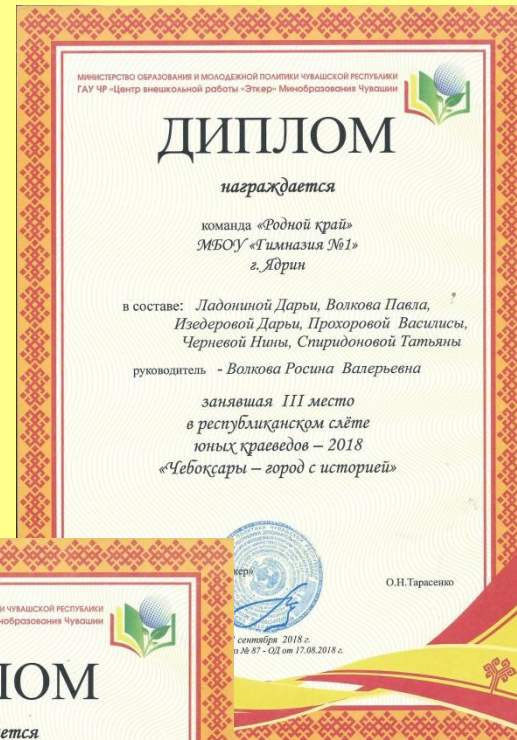 МИНИСТЕРСТВО ОБРАЗОВАНИЯ И МОЛОДЕЖНОЙ ПОЛИТИКИ ЧУВАШСКОЙ РЕСПУБЛИКИ
ГАУ ЧР «Центр внешкольной работы «Эткер» Минобразования Чувашии
ДИПЛОМ
награждается
команда «Родной край»
МБОУ «Гимназия №1»
г. Ядрин
в составе: Ладониной Дарьи, Волкова Павла,
Изедеровой Дарьи, Прохоровой Василисы,
Черневой Нины, Спиридоновой Татьяны
руководитель - Волкова Росина Валерьевна
занявшая III место
в республиканском слёте
юных краеведов – 2018
«Чебоксары – город с историей»
О.Н.Тарасенко
сентября 2018 г.
№ 87 - ОД от 17.08.2018 г.
И ЧУВАШСКОЙ РЕСПУБЛИКИ
нобразования Чувашии
ЛОМ
ется